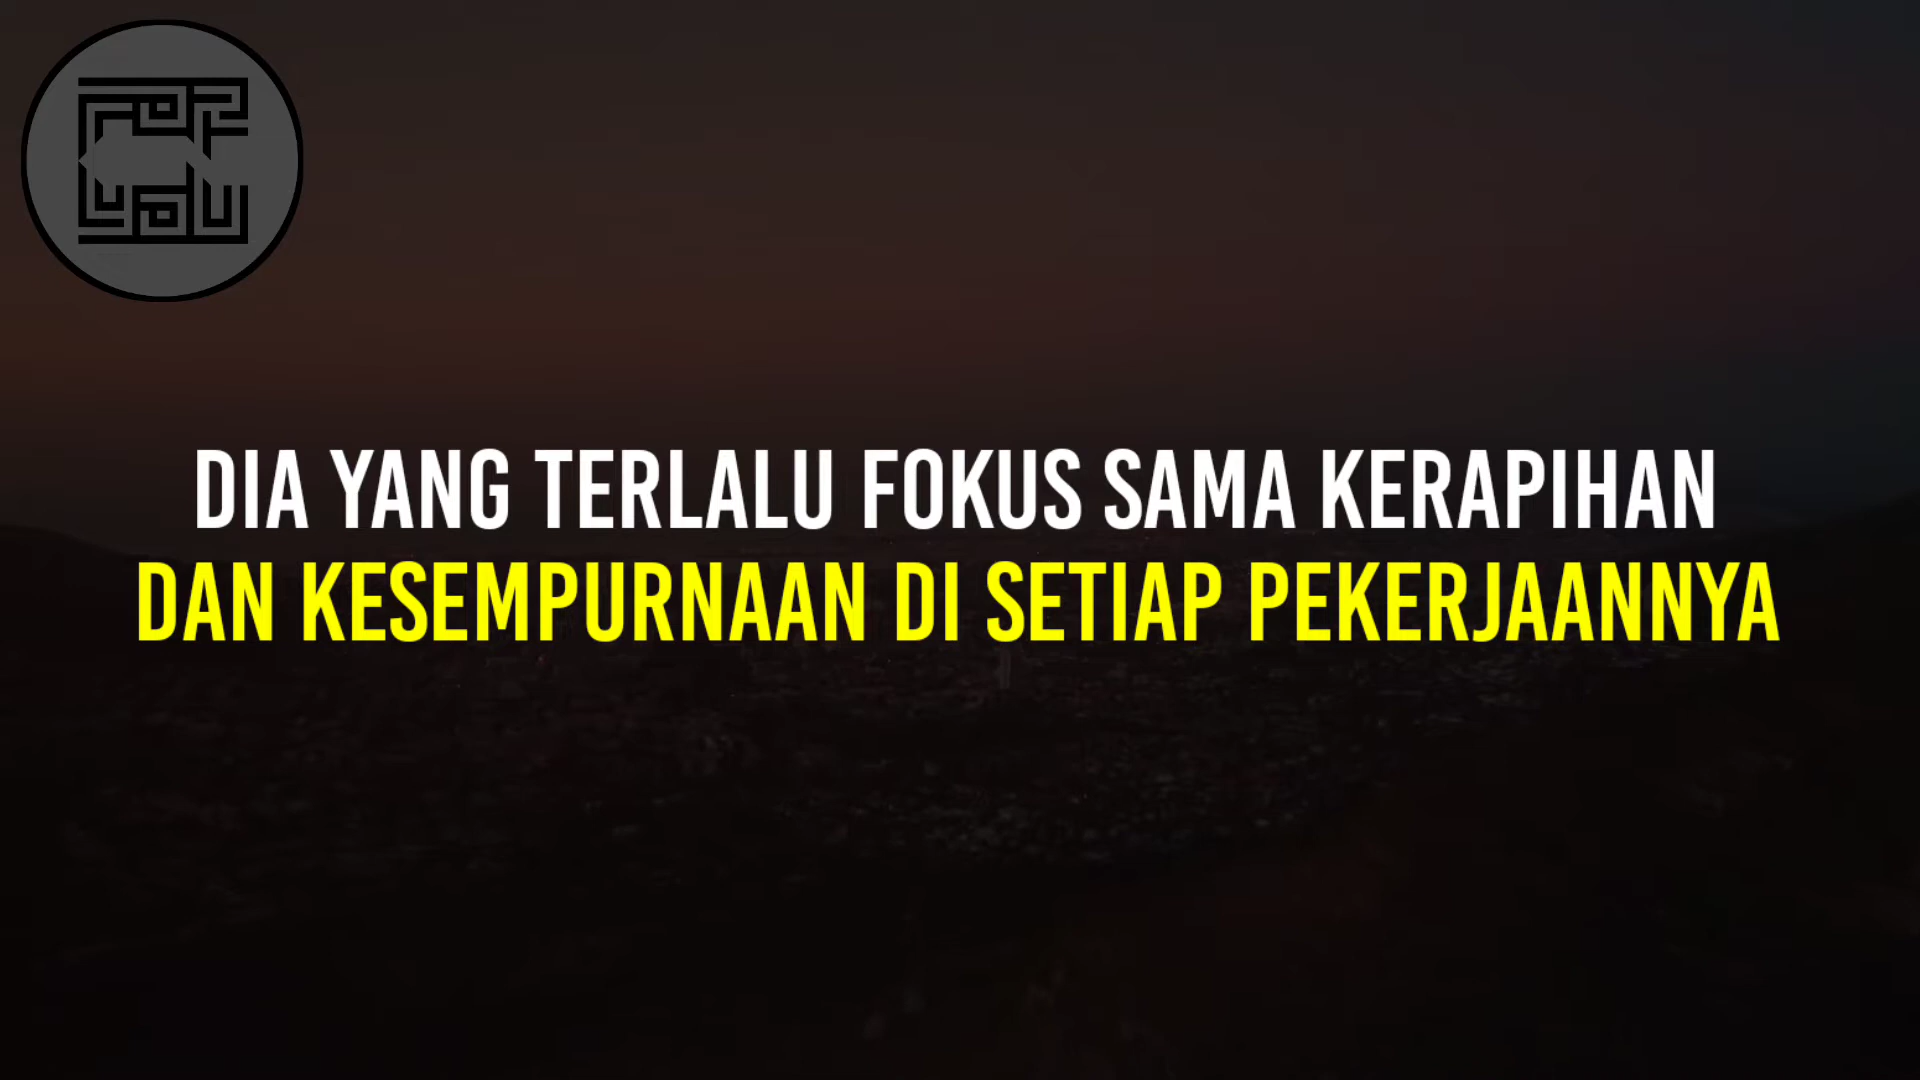 DIA YANG TERLALU FOKUS SAMA KERAPIHAN
DAN KESEMPURNAAN DI SETIAP PEKERJAANNYA